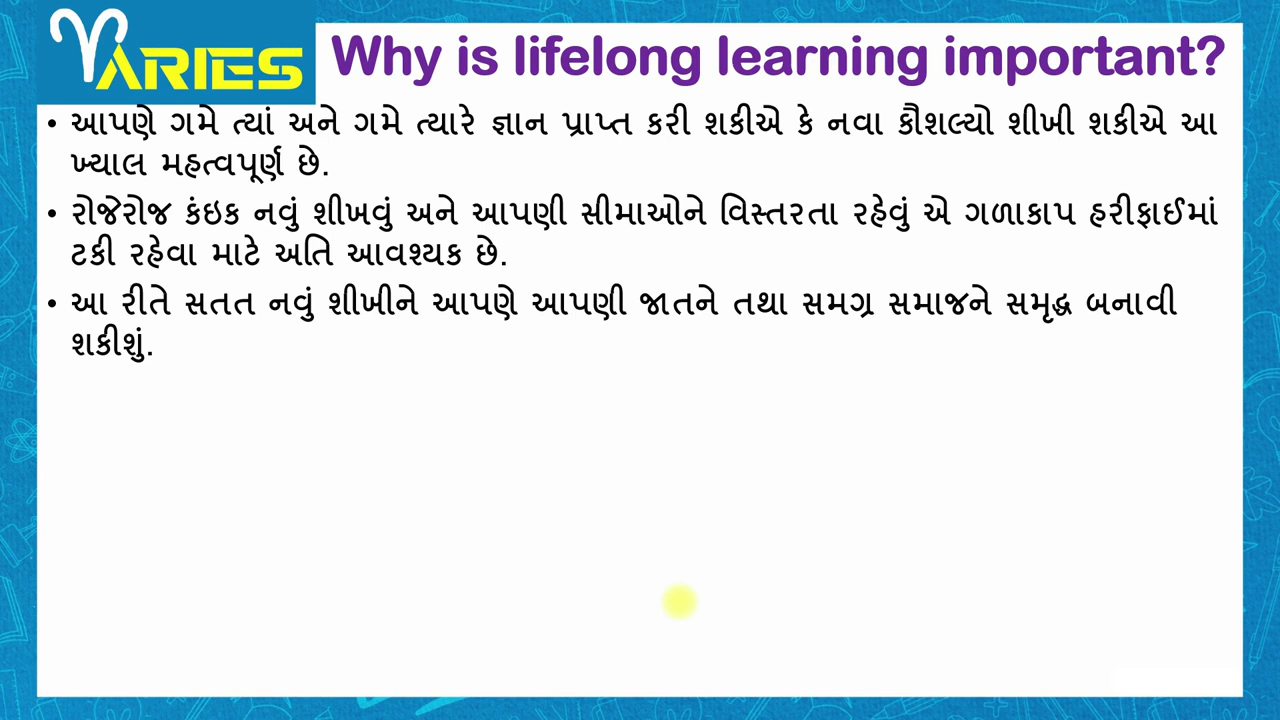 ARIES
Why is lifelong learning important?
• આપણે ગમે ત્યાં અને ગમે ત્યારે જ્ઞાન પ્રાપ્ત કરી શકીએ કે નવા કૌશલ્યો શીખી શકીએ આ
ખ્યાલ મહત્વપૂર્ણ છે.
• રોજેરોજ કંઇક નવું શીખવું અને આપણી સીમાઓને વિસ્તરતા રહેવું એ ગળાકાપ હરીફાઈમાં
ટકી રહેવા માટે અતિ આવશ્યક છે.
• આ રીતે સતત નવું શીખીને આપણે આપણી જાતને તથા સમગ્ર સમાજને સમૃદ્ધ બનાવી
શકીશું.